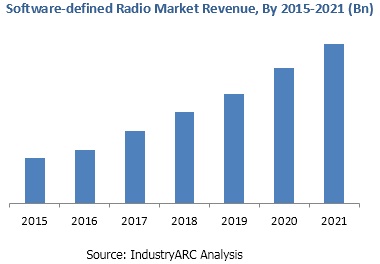 Software-defined Radio Market Revenue, By 2015-2021 (Bn)
2015 2016 2017 2018 2019 2020 2021
Source: IndustryARC Analysis